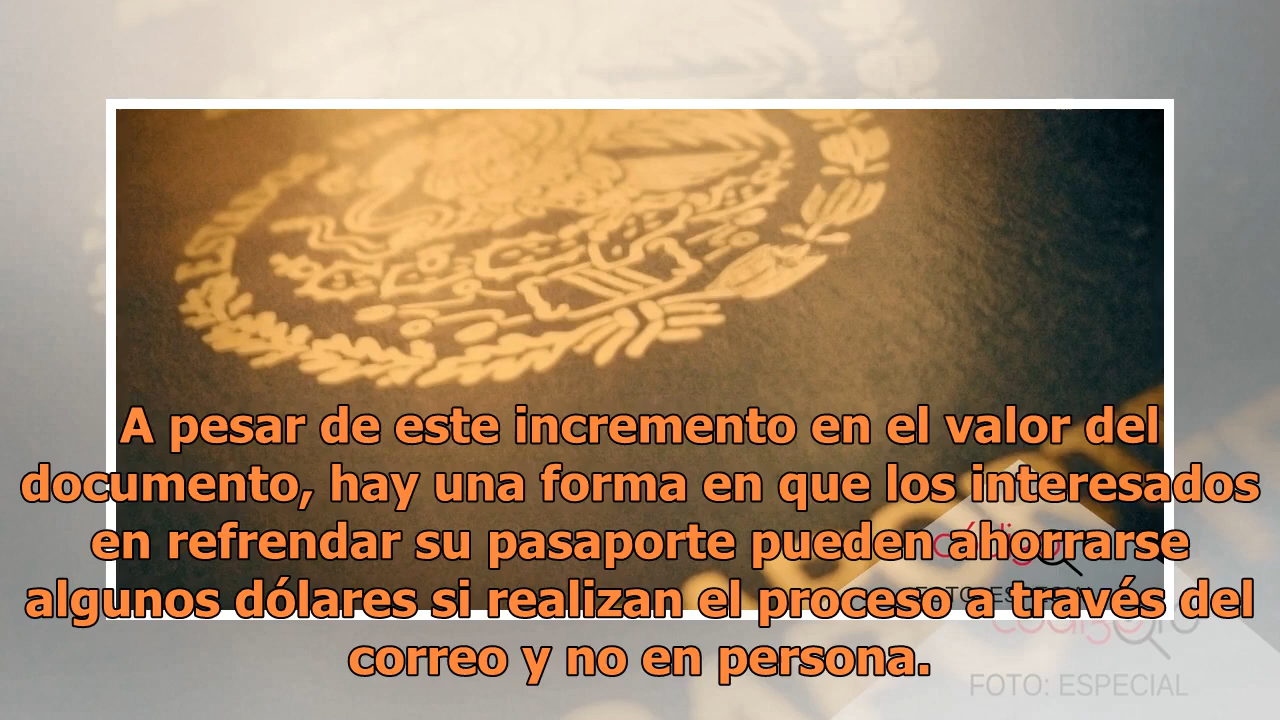 A pesar de este incremento en el valor del
documento, hay una forma en que los interesados
en refrendar su pasaporte pueden ahorrarse
algunos dólares si realizan el proceso a través del
correo y no en persona.
FOTO: ESPECIAL